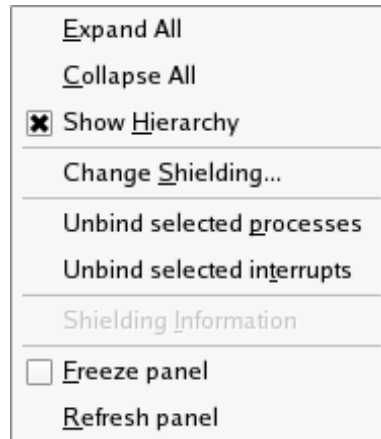 Expand All
Collapse All
Show Hierarchy
Change Shielding...
Unbind selected processes
Unbind selected interrupts
Shielding Information
Freeze panel
Refresh panel